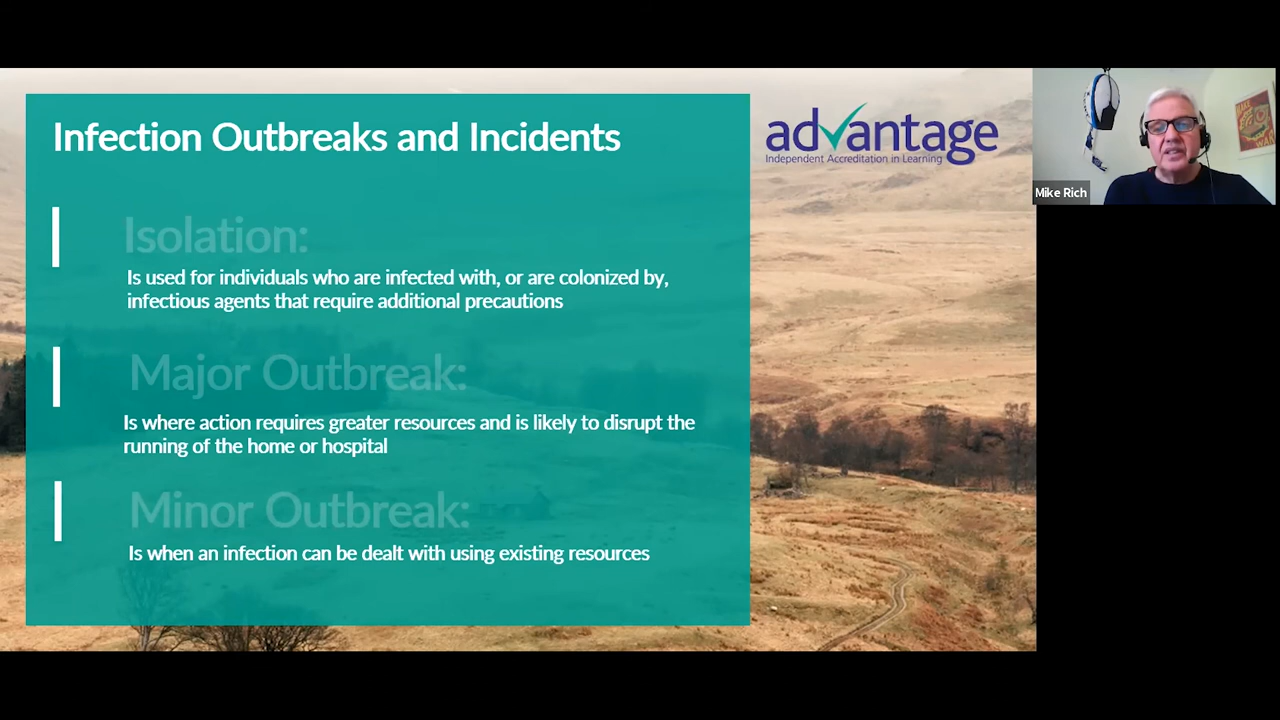 Infection Outbreaks and Incidents
advantage
Independent Accreditation in Learning
Mike Rich
Isolation:
Is used for individuals who are infected with, or are colonized by,
infectious agents that require additional precautions
Major Outbreak:
Is where action requires greater resources and is likely to disrupt the
running of the home or hospital
Minor Outbreak:
Is when an infection can be dealt with using existing resources